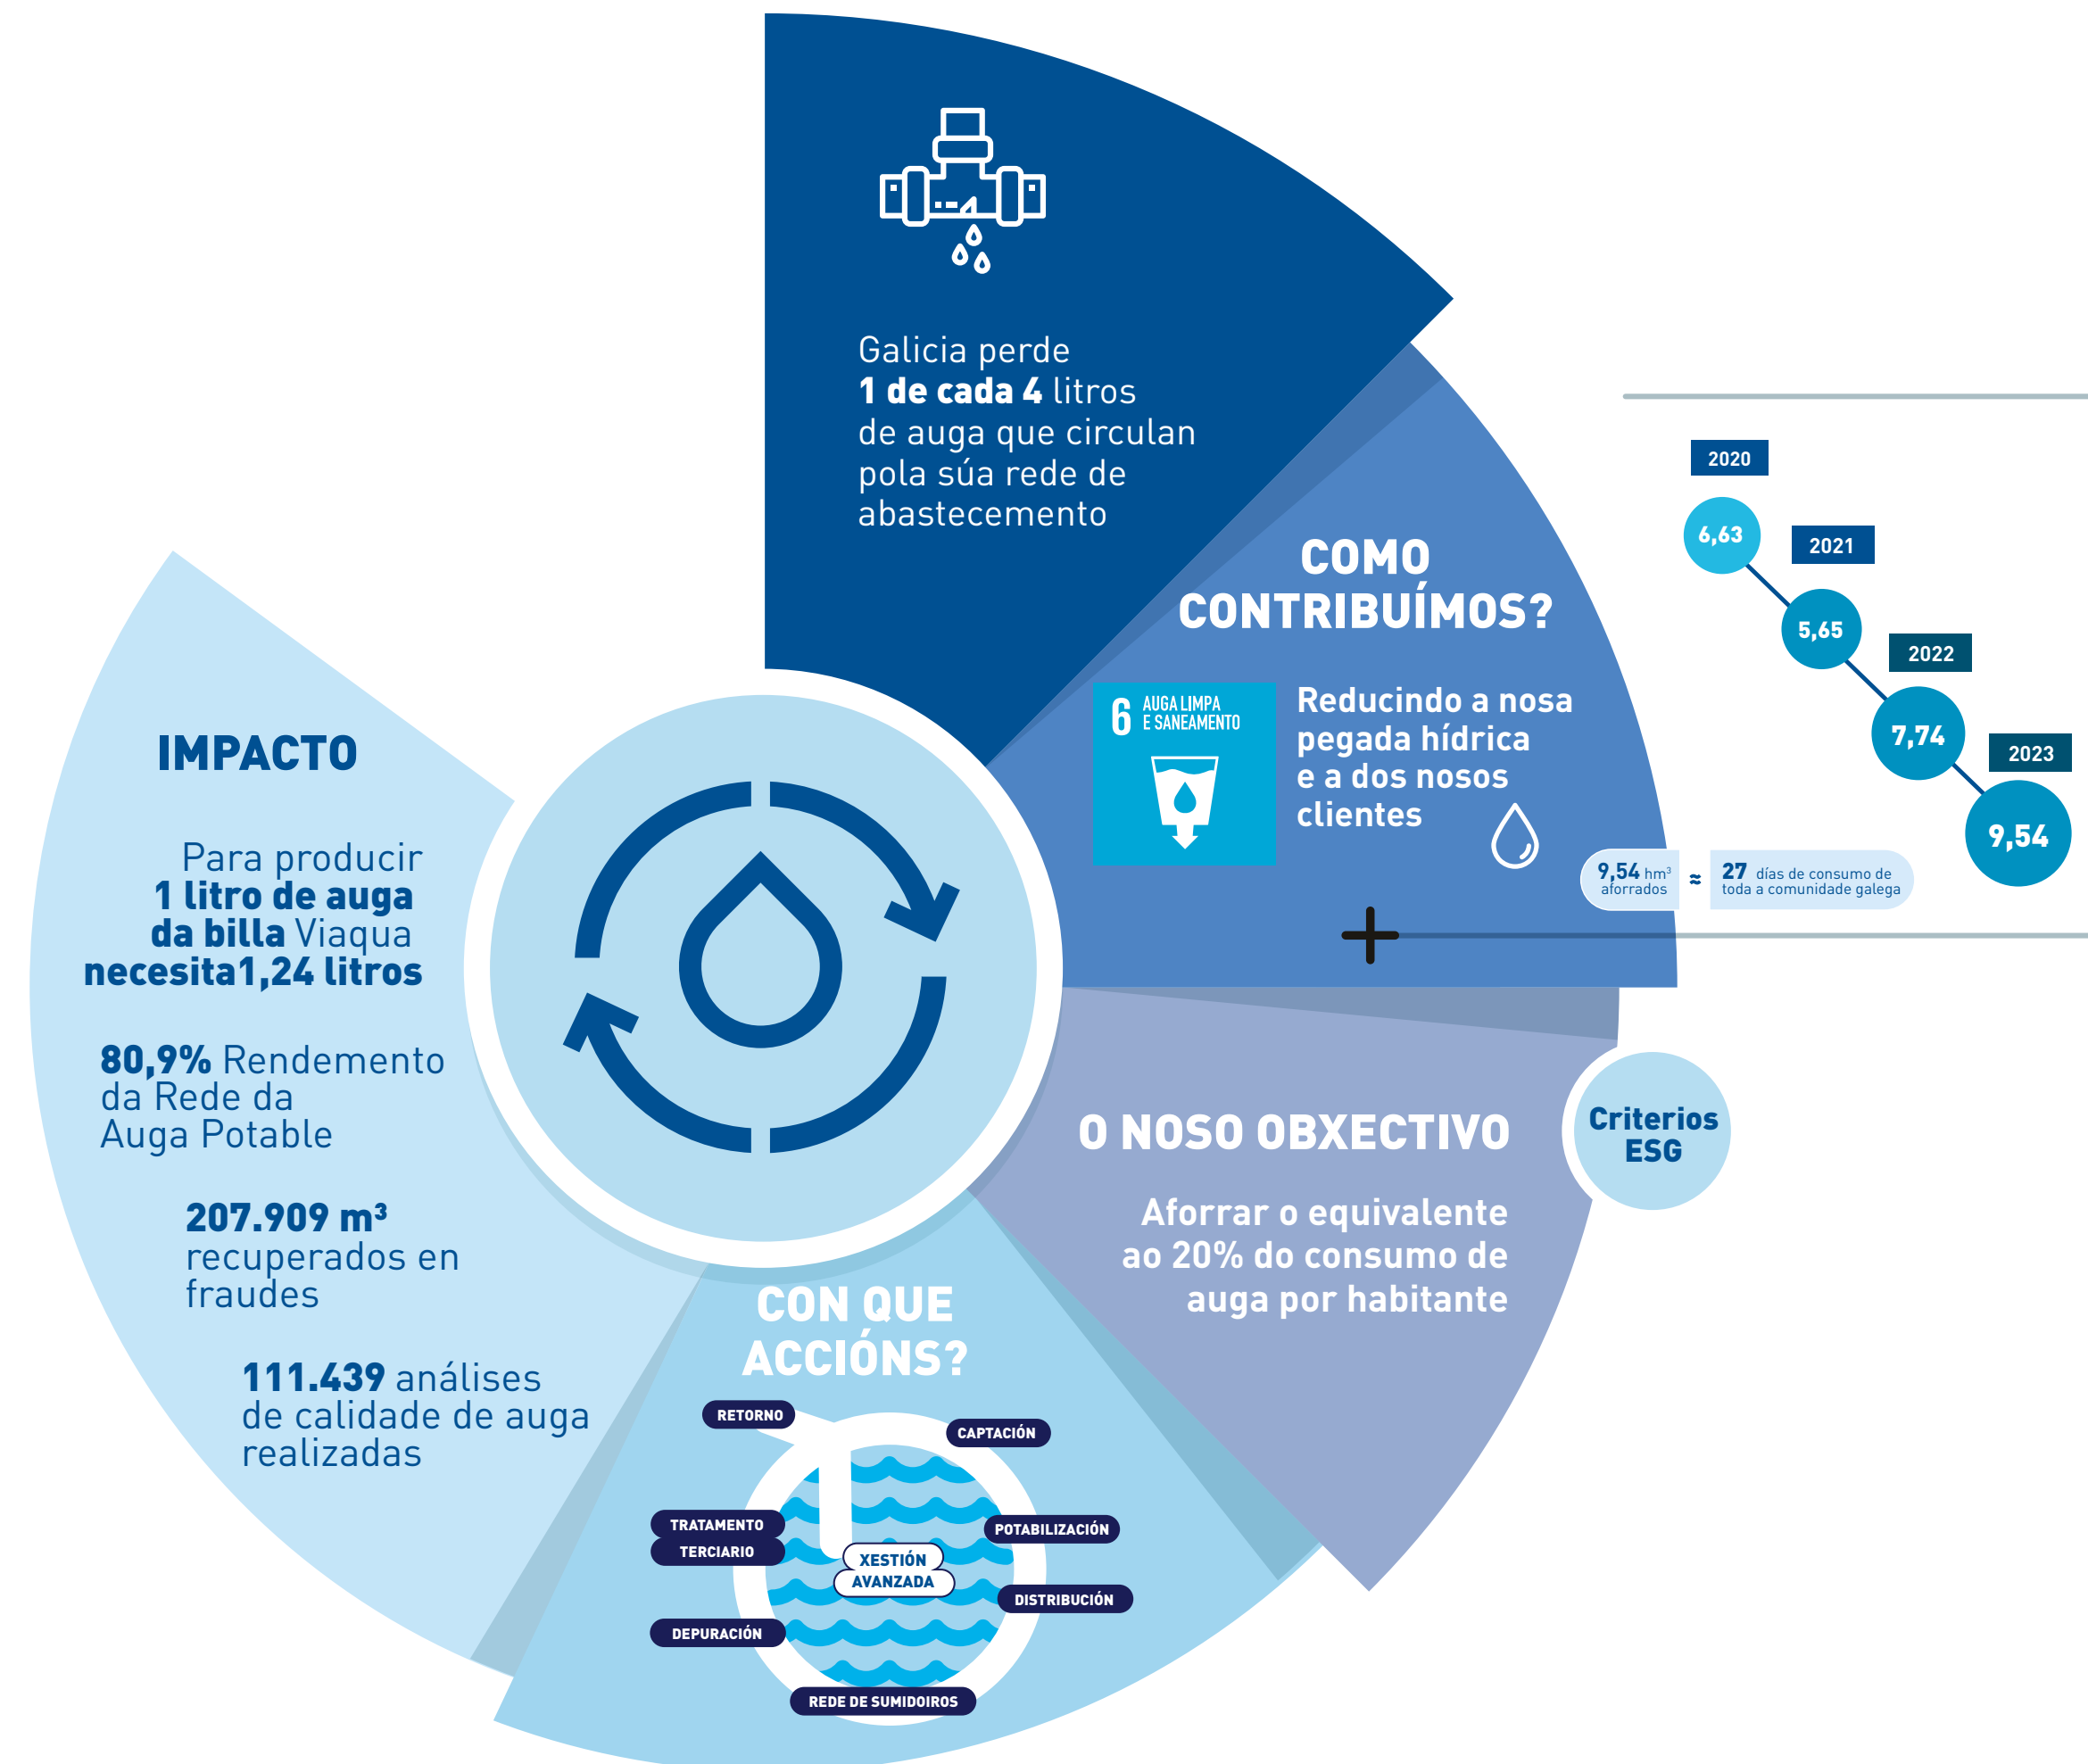 Galicia perde
1 de cada 4 litros
de auga que circulan
pola súa rede de
abastecemento
COMO
CONTRIBUÍMOS?
6 AUGA LIMPA
E SANEAMENTO
Reducindo a nosa
pegada hídrica
e a dos nosos
clientes
2020
6,63
2021
5,65
2022
7,74
2023
9,54
9,54 hm³
aforrados
≈
27 días de consumo de
toda a comunidade galega
O NOSO OBXECTIVO
Aforrar o equivalente
ao 20% do consumo de
auga por habitante
Criterios
ESG
CON QUE
ACCIÓNS?
RETORNO
CAPTACIÓN
TRATAMENTO
TERCIARIO
POTABILIZACIÓN
XESTIÓN
AVANZADA
DISTRIBUCIÓN
DEPURACIÓN
REDE DE SUMIDOIROS
IMPACTO
Para producir
1 litro de auga
da billa Viaqua
necesita1,24 litros
80,9% Rendemento
da Rede da
Auga Potable
207.909 m³
recuperados en
fraudes
111.439 análises
de calidade de auga
realizadas